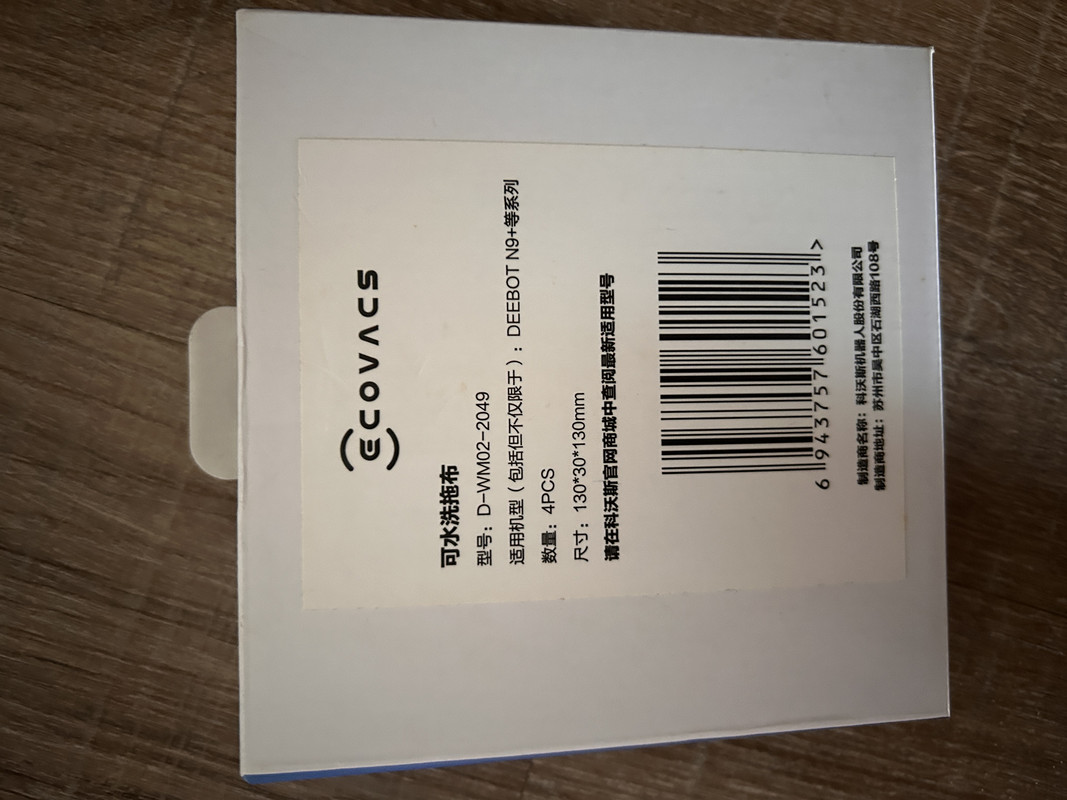 ECOVACS
可水洗拖布
型号：D-WM02-2049
适用机型（包括但不仅限于）：DEEBOT N9+等系列
数量：4PCS
尺寸：130*30*130mm
请在科沃斯官网商城中查阅最新适用型号
6 943757 601523 >
制造商名称：科沃斯机器人股份有限公司
制造商地址：苏州市吴中区石湖西路108号